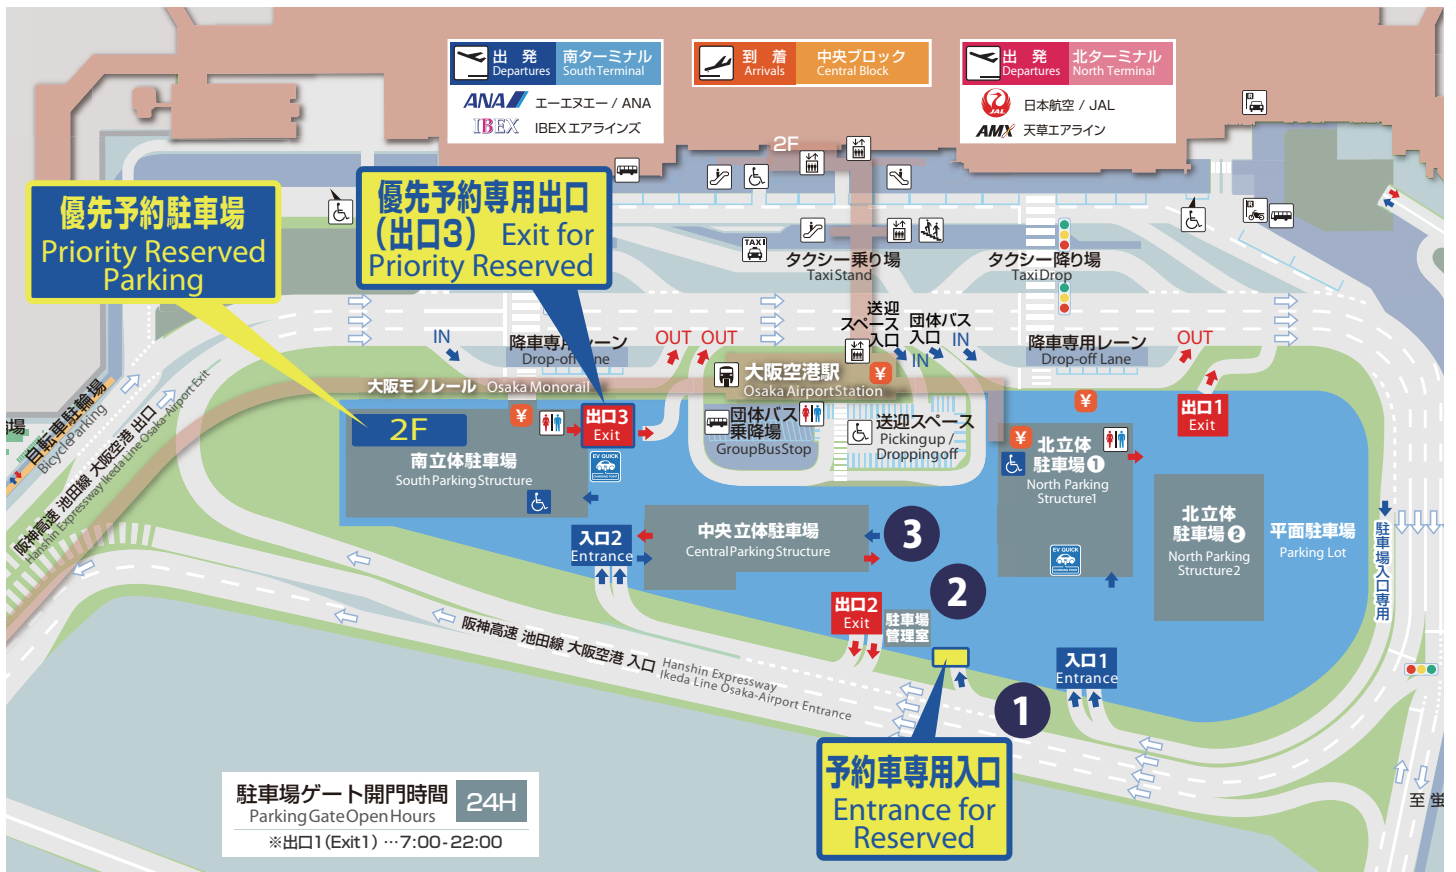 出 発
Departures
南ターミナル
South Terminal
ANA
エーエヌエー / ANA
IBEX
IBEXエアラインズ
到 着
Arrivals
中央ブロック
Central Block
出 発
Departures
北ターミナル
North Terminal
JAL
日本航空 / JAL
AMX
天草エアライン
2F
優先予約駐車場
Priority Reserved
Parking
優先予約専用出口
(出口3) Exit for
Priority Reserved
TAXI
タクシー乗り場
Taxi Stand
タクシー降り場
Taxi Drop
IN
降車専用レーン
Drop-off Lane
OUT
OUT
送迎
スペース
入口
IN
団体バス
入口
IN
降車専用レーン
Drop-off Lane
OUT
大阪モノレール Osaka Monorail
大阪空港駅
Osaka Airport Station
¥
¥
¥
¥
2F
南立体駐車場
South Parking Structure
出口3
Exit
EV QUICK
団体バス
乗降場
Group Bus Stop
送迎スペース
Picking up /
Dropping off
北立体
駐車場❶
North Parking
Structure1
EV QUICK
出口1
Exit
北立体
駐車場❷
North Parking
Structure2
平面駐車場
Parking Lot
駐車場入口専用
場
自転車駐輪場
Bicycle Parking
阪神高速 池田線 大阪空港 出口
Hanshin Expressway Ikeda Line Osaka-Airport Exit
入口2
Entrance
中央立体駐車場
Central Parking Structure
3
2
1
出口2
Exit
駐車場
管理室
入口1
Entrance
阪神高速 池田線 大阪空港 入口
Hanshin Expressway
Ikeda Line Osaka-Airport Entrance
予約車専用入口
Entrance for
Reserved
至 蛍
駐車場ゲート開門時間
Parking Gate Open Hours
24H
※出口1(Exit1) …7:00-22:00